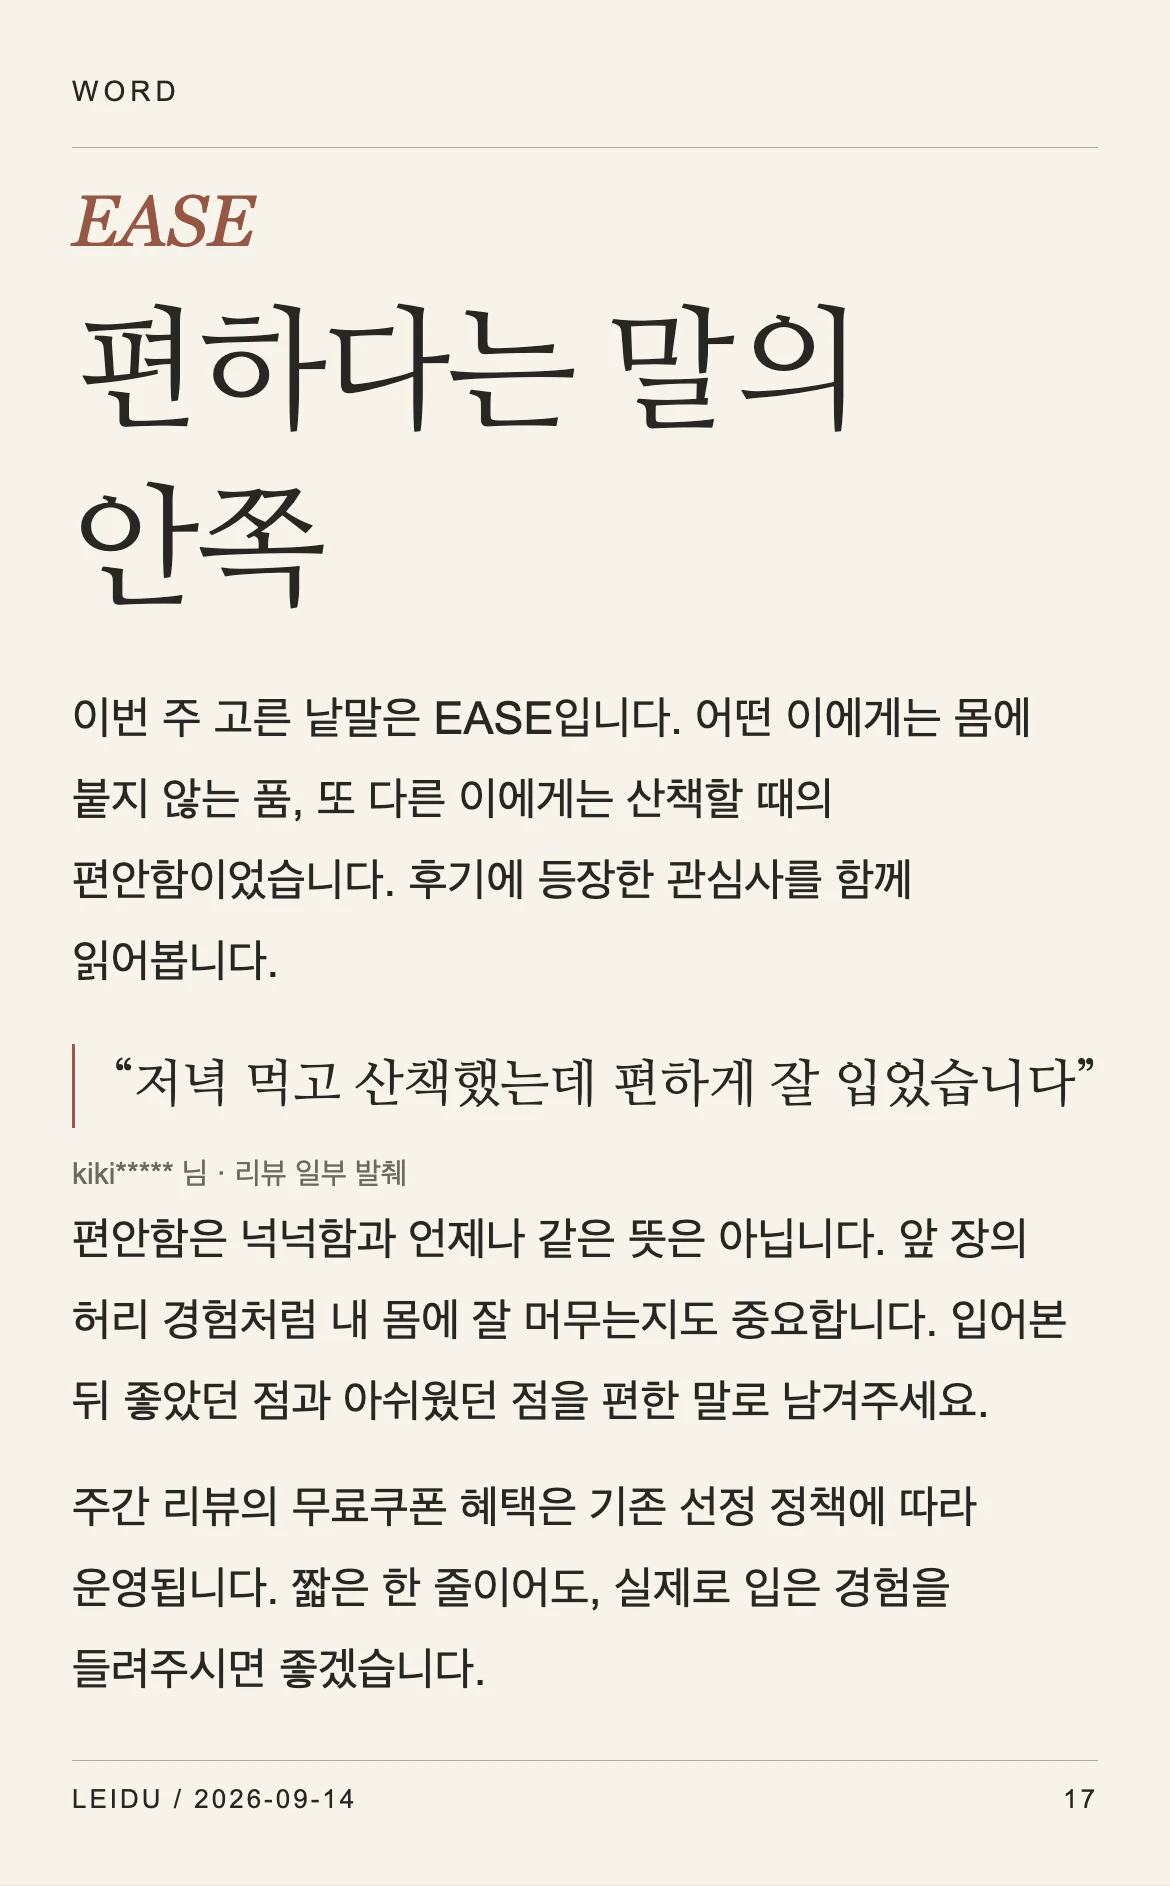 WORD
EASE
편하다는 말의
안쪽
이번 주 고른 낱말은 EASE입니다. 어떤 이에게는 몸에
붙지 않는 품, 또 다른 이에게는 산책할 때의
편안함이었습니다. 후기에 등장한 관심사를 함께
읽어봅니다.
“저녁 먹고 산책했는데 편하게 잘 입었습니다”
kiki***** 님 · 리뷰 일부 발췌
편안함은 넉넉함과 언제나 같은 뜻은 아닙니다. 앞 장의
허리 경험처럼 내 몸에 잘 머무는지도 중요합니다. 입어본
뒤 좋았던 점과 아쉬웠던 점을 편한 말로 남겨주세요.
주간 리뷰의 무료쿠폰 혜택은 기존 선정 정책에 따라
운영됩니다. 짧은 한 줄이어도, 실제로 입은 경험을
들려주시면 좋겠습니다.
LEIDU / 2026-09-14
17